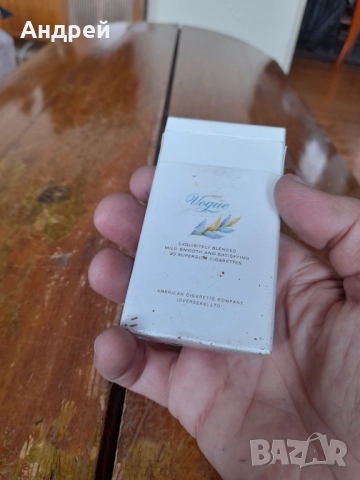 Андрей
Vogue
EXQUISITELY BLENDED
MILD SMOOTH AND SATISFYING
20 SUPERSLIM CIGARETTES
AMERICAN CIGARETTE COMPANY
(OVERSEAS) LTD
BAZAR